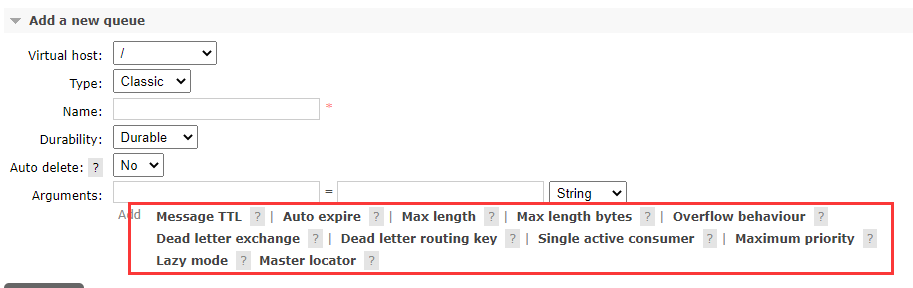 Add a new queue
Virtual host: /
Type: Classic
Name: *
Durability: Durable
Auto delete: ? No
Arguments: = String
Add Message TTL ? | Auto expire ? | Max length ? | Max length bytes ? | Overflow behaviour ?
Dead letter exchange ? | Dead letter routing key ? | Single active consumer ? | Maximum priority ?
Lazy mode ? Master locator ?